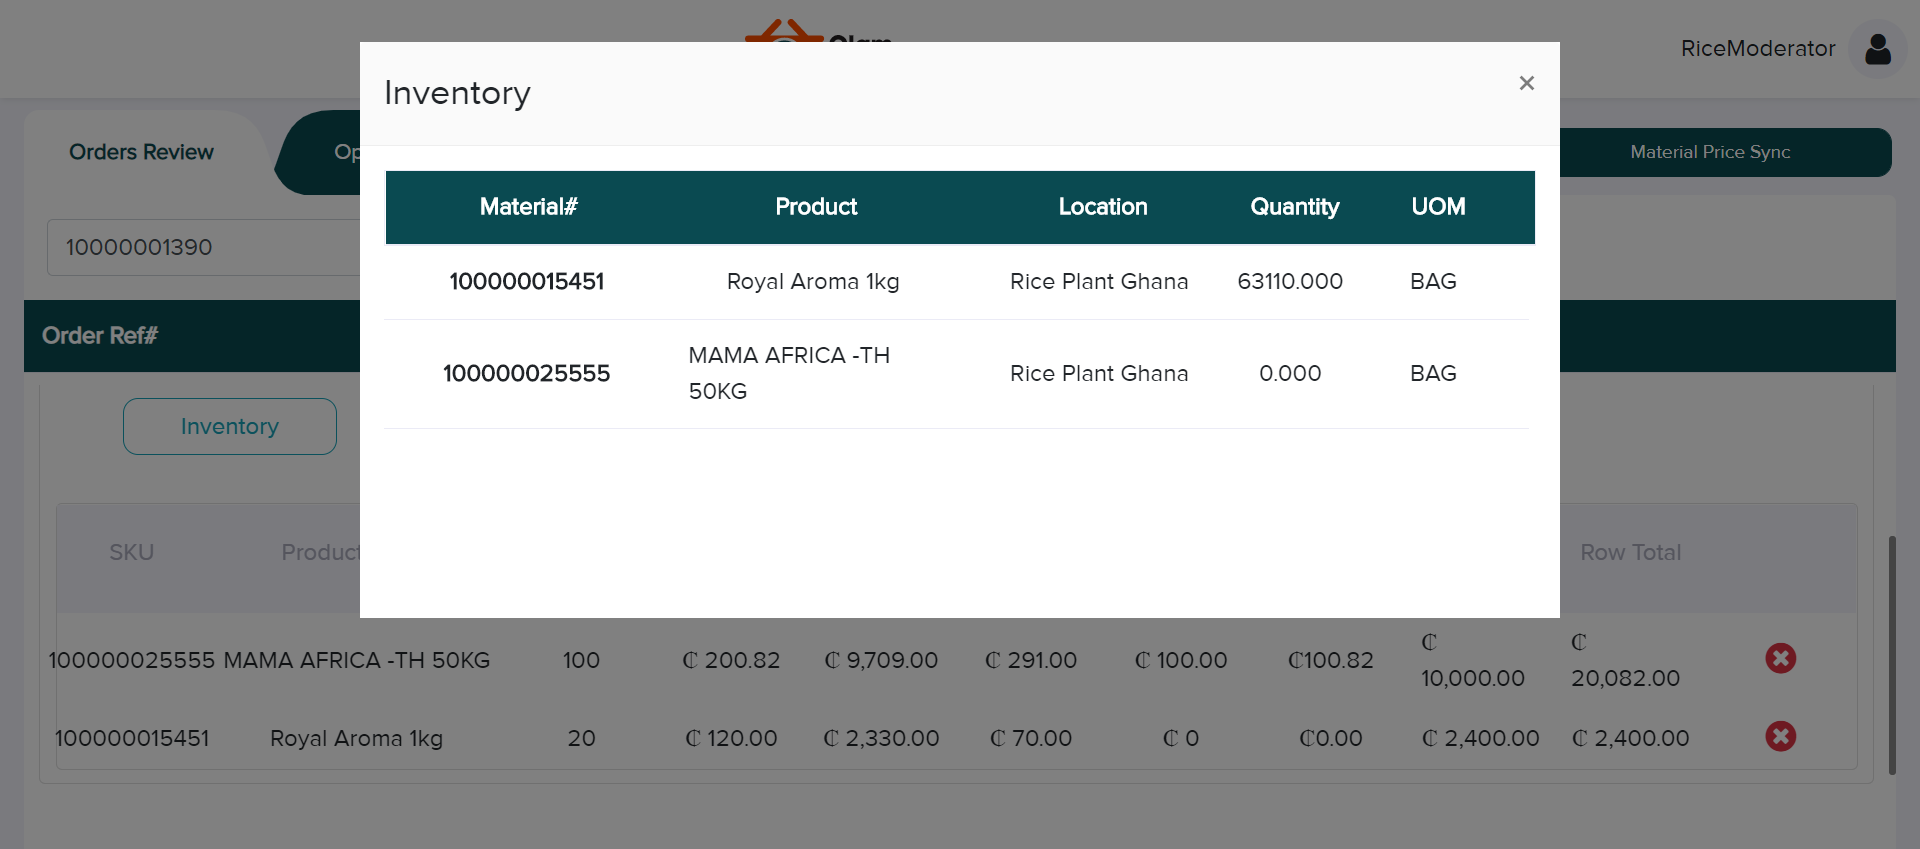 RiceModerator
Inventory
×
Orders Review
Material Price Sync
10000001390
Material# Product Location Quantity UOM
100000015451 Royal Aroma 1kg Rice Plant Ghana 63110.000 BAG
100000025555 MAMA AFRICA -TH 50KG Rice Plant Ghana 0.000 BAG
Order Ref#
Inventory
SKU Product Row Total
100000025555 MAMA AFRICA -TH 50KG 100 ₵ 200.82 ₵ 9,709.00 ₵ 291.00 ₵ 100.00 ₵100.82 ₵ 10,000.00 ₵ 20,082.00
100000015451 Royal Aroma 1kg 20 ₵ 120.00 ₵ 2,330.00 ₵ 70.00 ₵ 0 ₵0.00 ₵ 2,400.00 ₵ 2,400.00